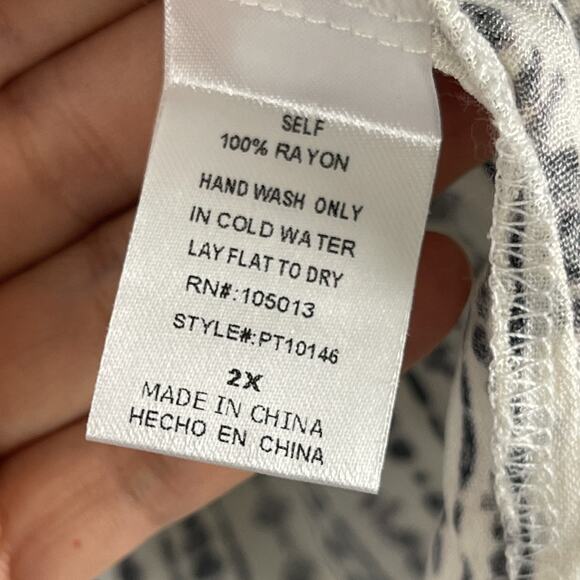 SELF
100% RAYON
HAND WASH ONLY
IN COLD WATER
LAY FLAT TO DRY
RN#:105013
STYLE#:PT10146
2X
MADE IN CHINA
HECHO EN CHINA